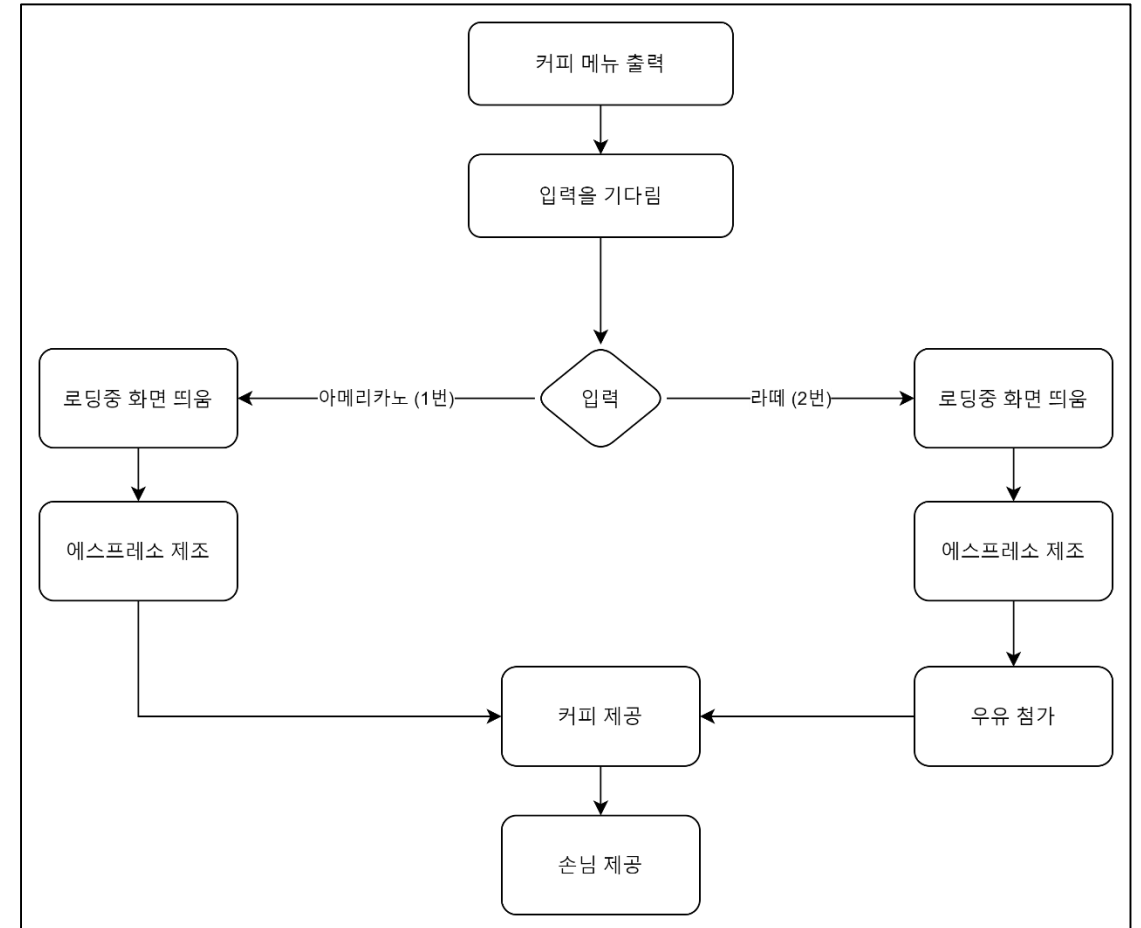 커피 메뉴 출력
입력을 기다림
입력
아메리카노 (1번)
라떼 (2번)
로딩중 화면 띄움
로딩중 화면 띄움
에스프레소 제조
에스프레소 제조
커피 제공
우유 첨가
손님 제공